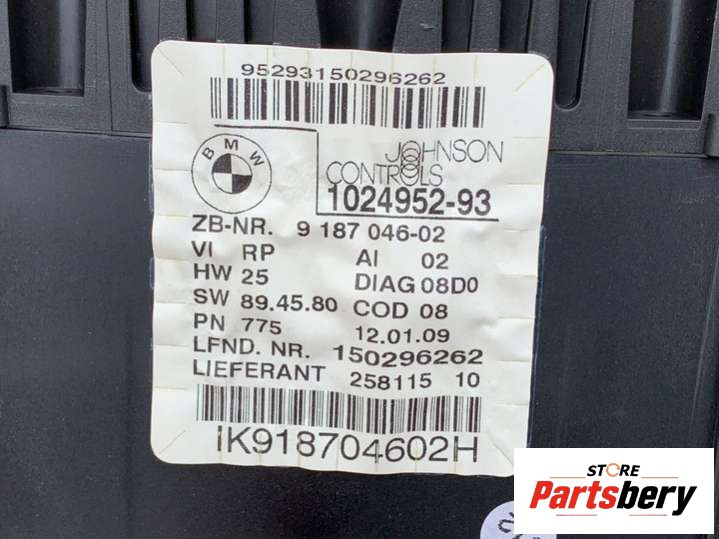 95293150296262
BMW
JOHNSON
CONTROLS
1024952-93
ZB-NR. 9 187 046-02
VI RP AI 02
HW 25 DIAG 08D0
SW 89.45.80 COD 08
PN 775 12.01.09
LFND. NR. 150296262
LIEFERANT 258115 10
IK918704602H
STORE
Partsbery